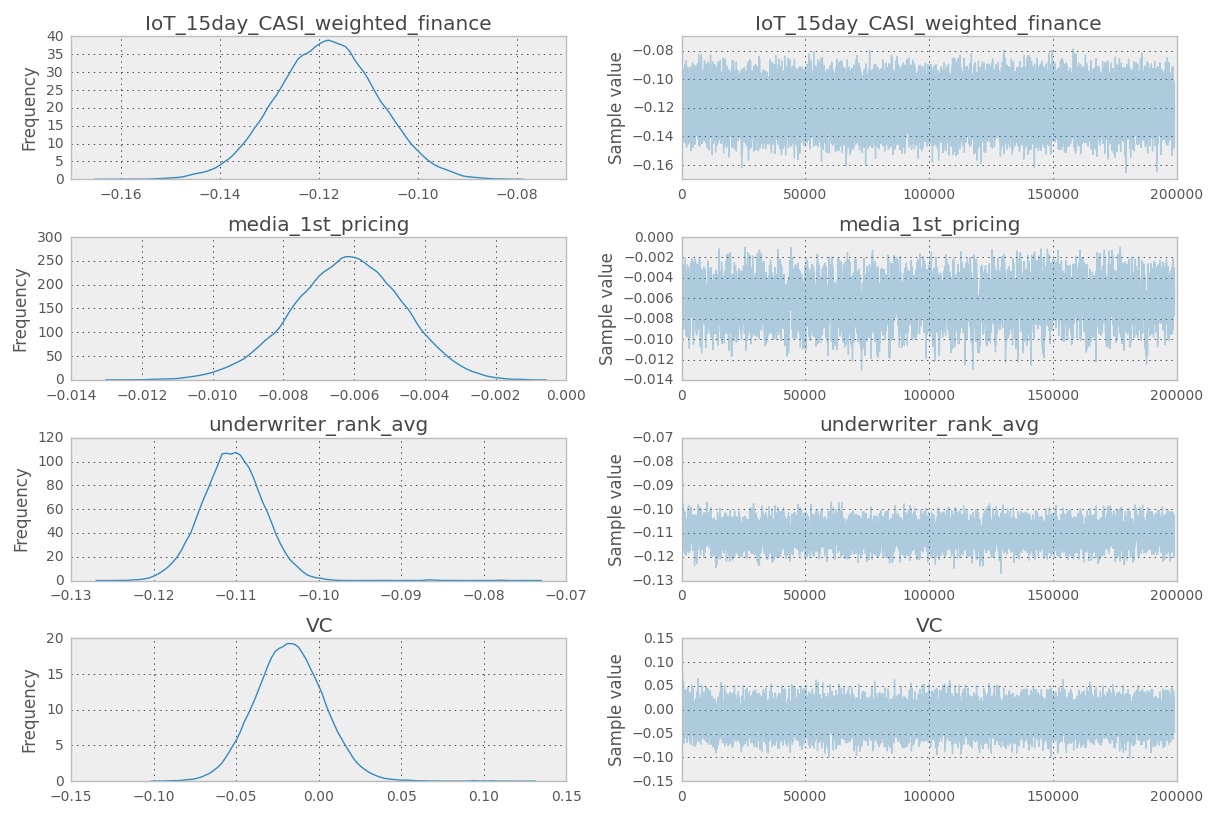 IoT_15day_CASI_weighted_finance
Frequency
40
35
30
25
20
15
10
5
0
−0.16 −0.14 −0.12 −0.10 −0.08
IoT_15day_CASI_weighted_finance
Sample value
−0.08
−0.10
−0.12
−0.14
−0.16
0 50000 100000 150000 200000
media_1st_pricing
Frequency
300
250
200
150
100
50
0
−0.014 −0.012 −0.010 −0.008 −0.006 −0.004 −0.002 0.000
media_1st_pricing
Sample value
0.000
−0.002
−0.004
−0.006
−0.008
−0.010
−0.012
−0.014
0 50000 100000 150000 200000
underwriter_rank_avg
Frequency
120
100
80
60
40
20
0
−0.13 −0.12 −0.11 −0.10 −0.09 −0.08 −0.07
underwriter_rank_avg
Sample value
−0.07
−0.08
−0.09
−0.10
−0.11
−0.12
−0.13
0 50000 100000 150000 200000
VC
Frequency
20
15
10
5
0
−0.15 −0.10 −0.05 0.00 0.05 0.10 0.15
VC
Sample value
0.15
0.10
0.05
0.00
−0.05
−0.10
−0.15
0 50000 100000 150000 200000